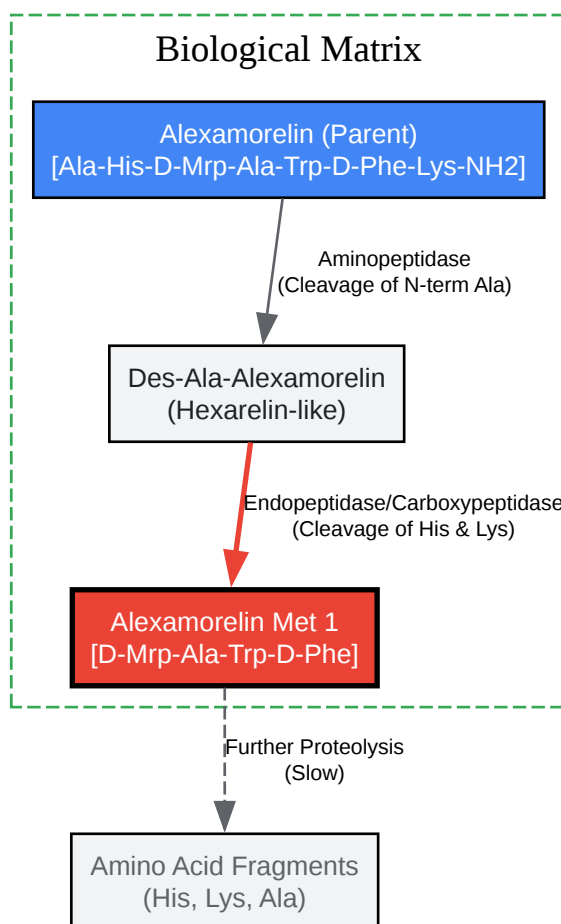 Biological Matrix
Alexamorelin (Parent)
[Ala-His-D-Mrp-Ala-Trp-D-Phe-Lys-NH2]
Aminopeptidase
(Cleavage of N-term Ala)
Des-Ala-Alexamorelin
(Hexarelin-like)
Endopeptidase/Carboxypeptidase
(Cleavage of His & Lys)
Alexamorelin Met 1
[D-Mrp-Ala-Trp-D-Phe]
Further Proteolysis
(Slow)
Amino Acid Fragments
(His, Lys, Ala)